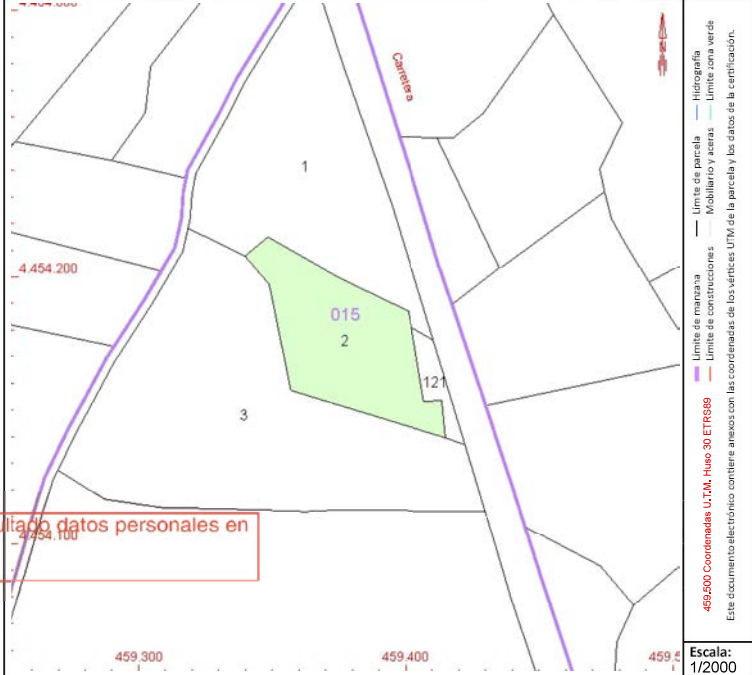 Carretera
1
4.454.200
015
2
121
3
ultado datos personales en
4.454.100
459.300
459.400
Límite de manzana
Límite de parcela
Hidrografía
Límite de construcciones
Mobiliario y aceras
Límite zona verde
459.500 Coordenadas U.T.M. Huso 30 ETRS89
Este documento electrónico contiene anexos con las coordenadas de los vértices UTM de la parcela y los datos de la certificación.
Escala:
1/2000